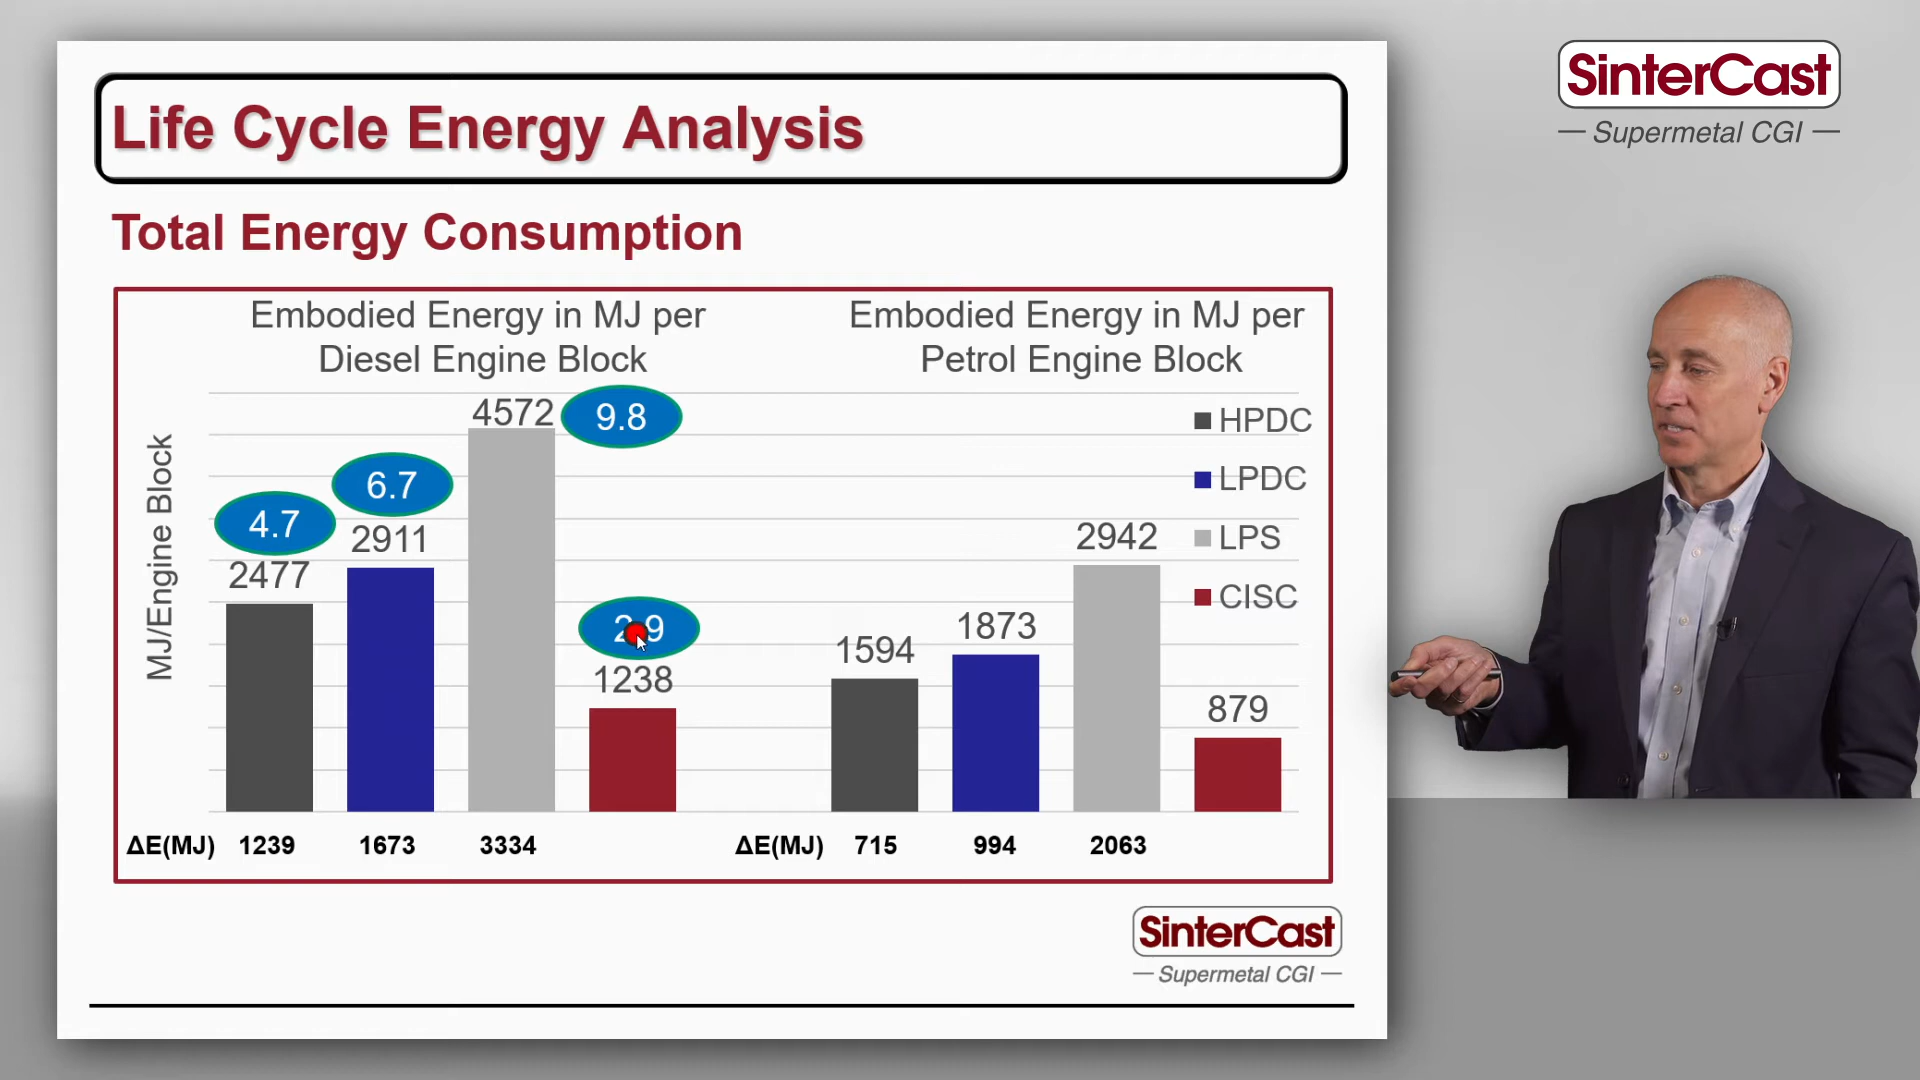 SinterCast
Supermetal CGI
Life Cycle Energy Analysis
Total Energy Consumption
Embodied Energy in MJ per
Diesel Engine Block
Embodied Energy in MJ per
Petrol Engine Block
MJ/Engine Block
4572
9.8
6.7
4.7
2911
2477
2.9
1238
HPDC
LPDC
LPS
CISC
2942
1873
1594
879
ΔE(MJ) 1239 1673 3334
ΔE(MJ) 715 994 2063
SinterCast
Supermetal CGI